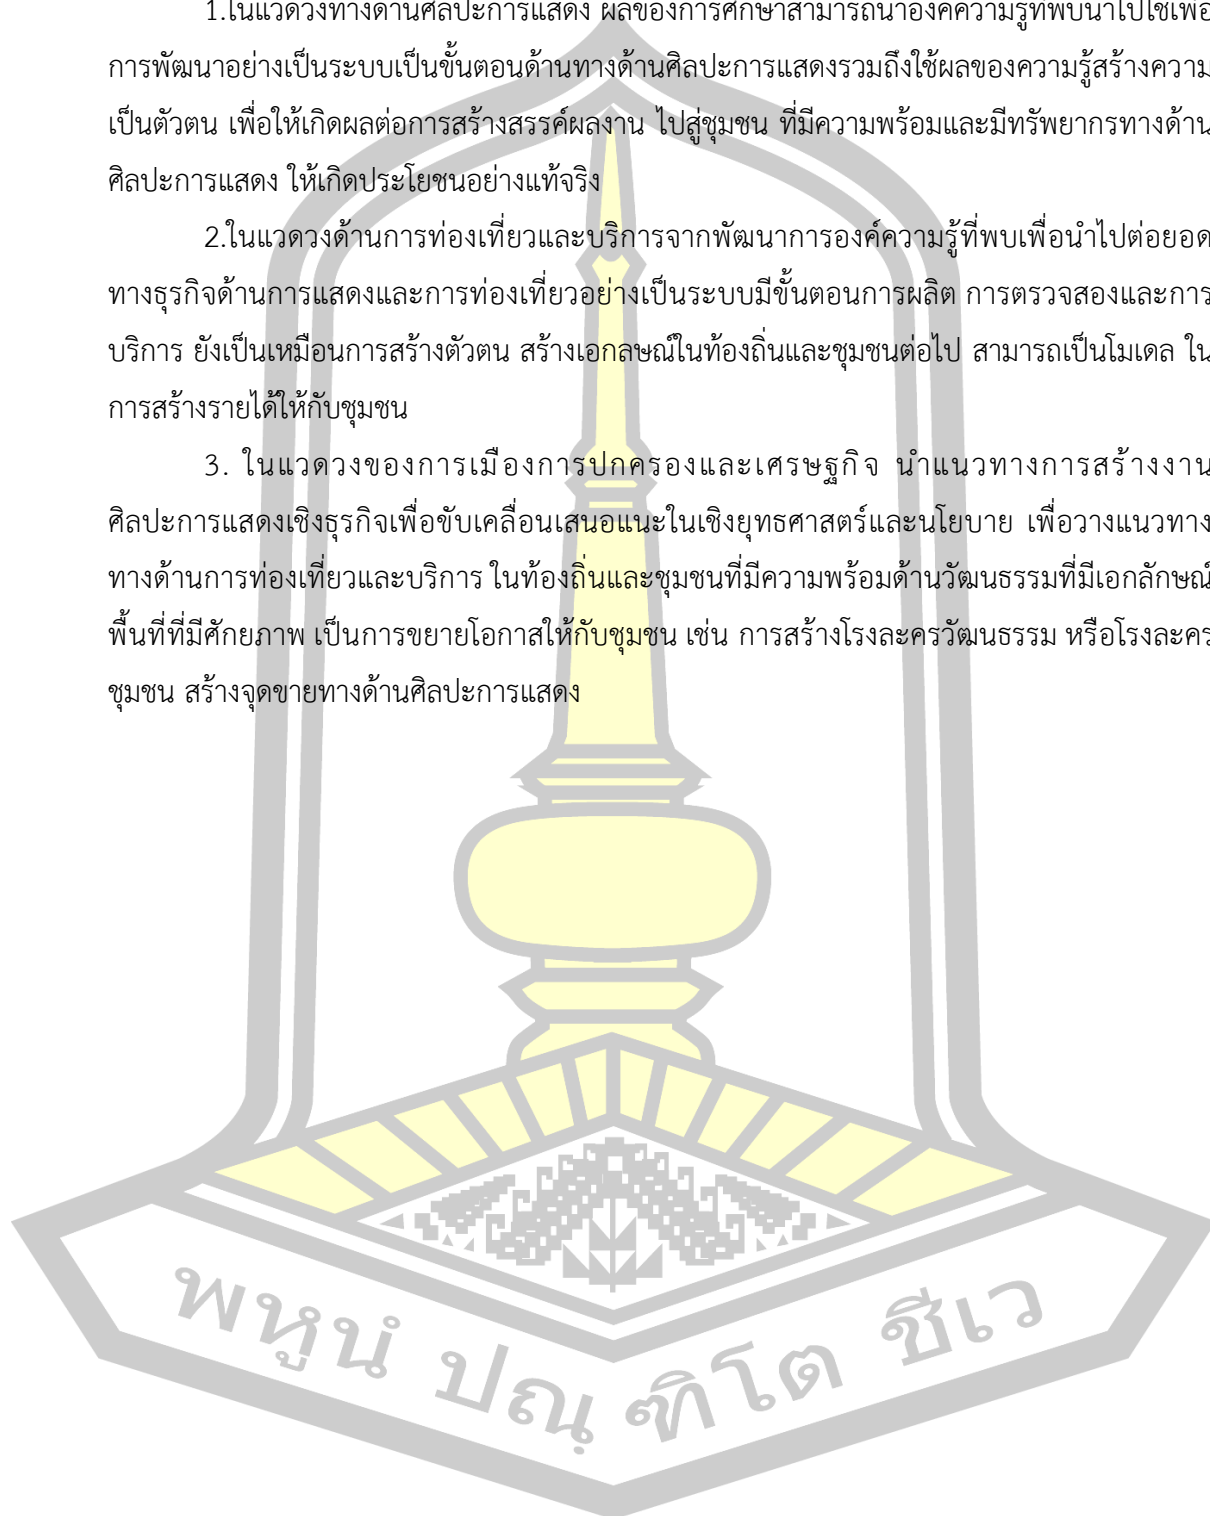 1.ในแวดวงทางด้านศิลปะการแสดง ผลของการศึกษาสามารถนำองค์ความรู้ที่พบนำไปใช้เพื่อ
การพัฒนาอย่างเป็นระบบเป็นขั้นตอนด้านทางด้านศิลปะการแสดงรวมถึงใช้ผลของความรู้สร้างความ
เป็นตัวตน เพื่อให้เกิดผลต่อการสร้างสรรค์ผลงาน ไปสู่ชุมชน ที่มีความพร้อมและมีทรัพยากรทางด้าน
ศิลปะการแสดง ให้เกิดประโยชน์อย่างแท้จริง
2.ในแวดวงด้านการท่องเที่ยวและบริการจากพัฒนาการองค์ความรู้ที่พบเพื่อนำไปต่อยอด
ทางธุรกิจด้านการแสดงและการท่องเที่ยวอย่างเป็นระบบมีขั้นตอนการผลิต การตรวจสองและการ
บริการ ยังเป็นเหมือนการสร้างตัวตน สร้างเอกลษณ์ในท้องถิ่นและชุมชนต่อไป สามารถเป็นโมเดล ใน
การสร้างรายได้ให้กับชุมชน
3. ในแวดวงของการเมืองการปกครองและเศรษฐกิจ นำแนวทางการสร้างงาน
ศิลปะการแสดงเชิงธุรกิจเพื่อขับเคลื่อนเสนอแนะในเชิงยุทธศาสตร์และนโยบาย เพื่อวางแนวทาง
ทางด้านการท่องเที่ยวและบริการ ในท้องถิ่นและชุมชนที่มีความพร้อมด้านวัฒนธรรมที่มีเอกลักษณ์
พื้นที่ที่มีศักยภาพ เป็นการขยายโอกาสให้กับชุมชน เช่น การสร้างโรงละครวัฒนธรรม หรือโรงละคร
ชุมชน สร้างจุดขายทางด้านศิลปะการแสดง
พหูนํ ปณฺฑิโต ชีเว